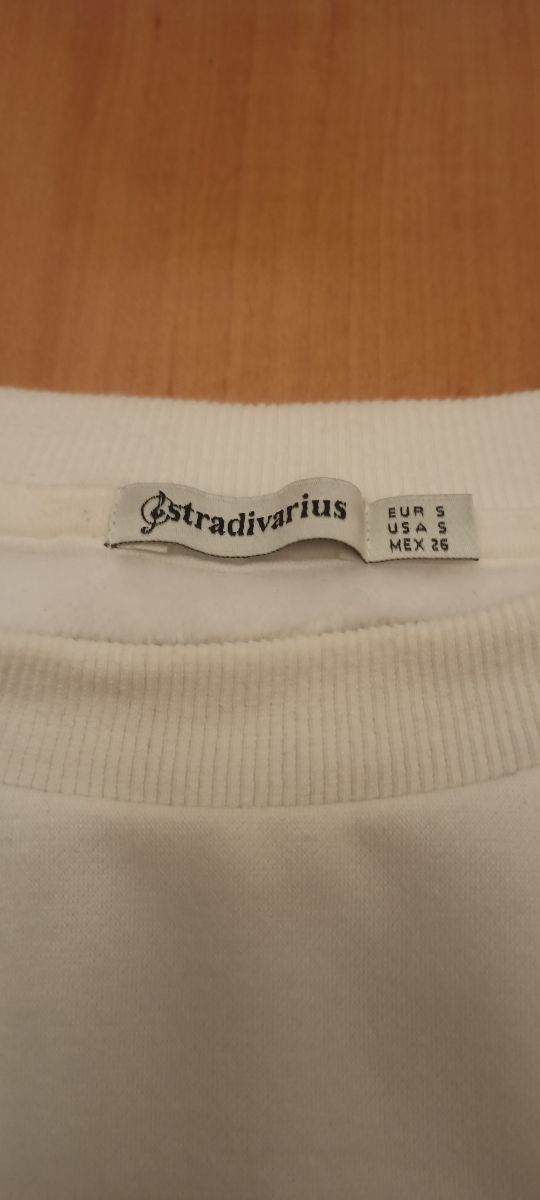 stradivarius
EUR S
USA S
MEX 26